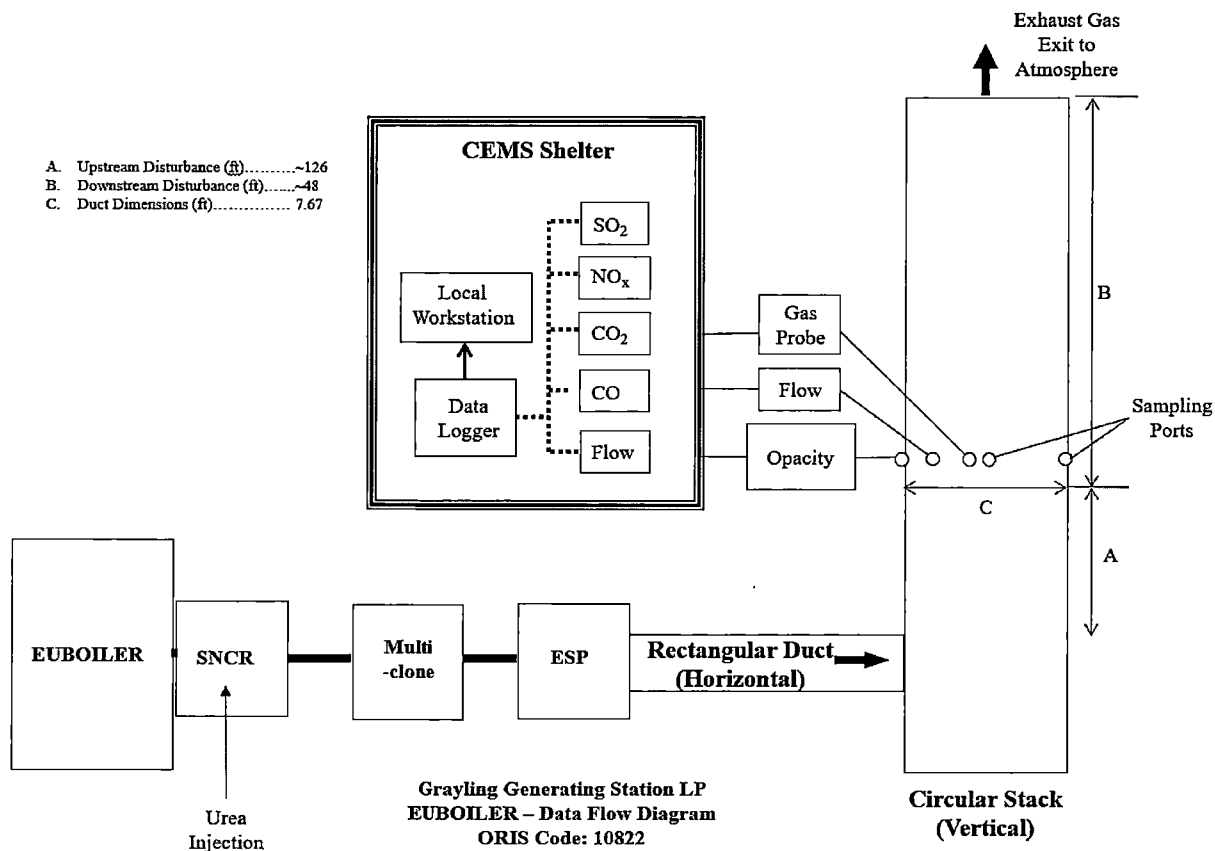 Exhaust Gas
Exit to
Atmosphere
A. Upstream Disturbance (ft).........~126
B. Downstream Disturbance (ft).......~48
C. Duct Dimensions (ft)............... 7.67
CEMS Shelter
SO2
NOx
CO2
CO
Flow
Local
Workstation
Data
Logger
Gas
Probe
Flow
Opacity
Sampling
Ports
B
C
A
EUBOILER
SNCR
Multi
-clone
ESP
Rectangular Duct
(Horizontal)
Urea
Injection
Circular Stack
(Vertical)
Grayling Generating Station LP
EUBOILER – Data Flow Diagram
ORIS Code: 10822